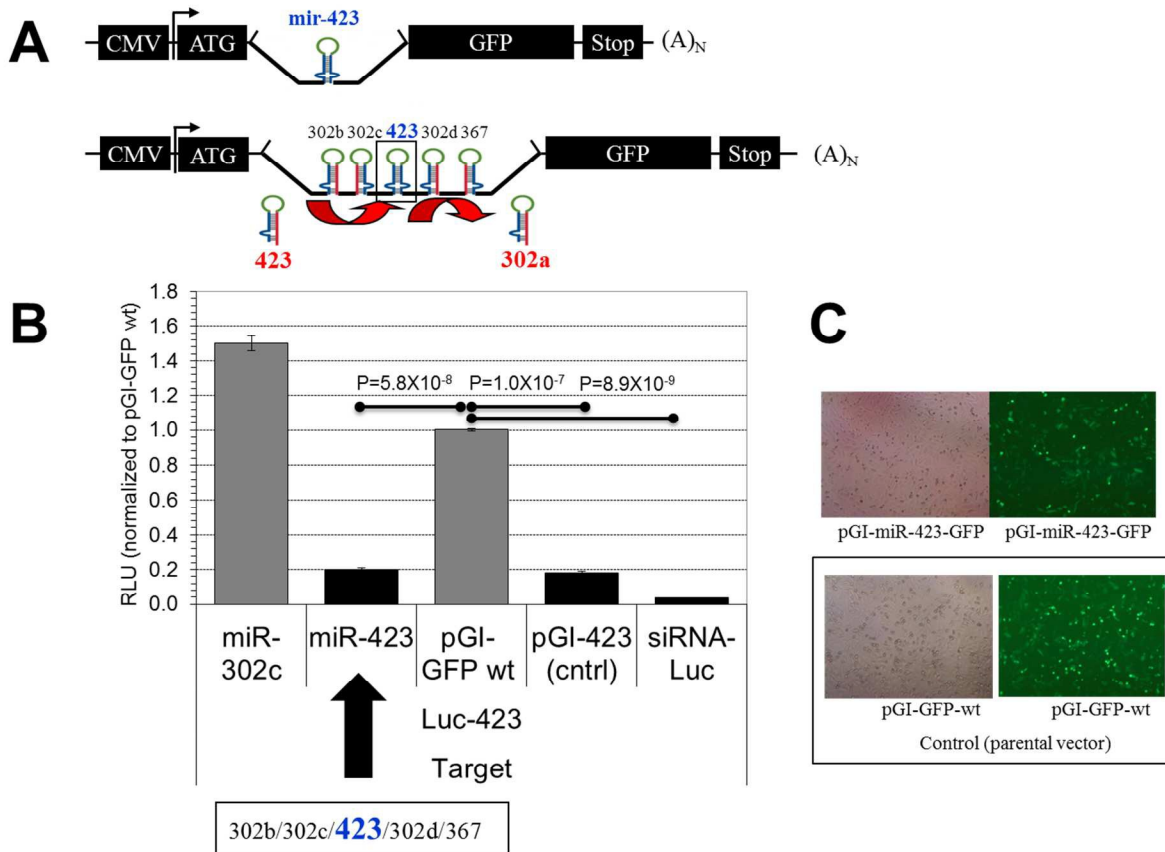 A
mir-423
CMV ATG GFP Stop (A)N
302b 302c 423 302d 367
CMV ATG GFP Stop (A)N
423 302a
B
RLU (normalized to pGI-GFP wt)
1.8
1.6
1.4
1.2
1.0
0.8
0.6
0.4
0.2
0.0
P=5.8X10-8 P=1.0X10-7 P=8.9X10-9
miR-302c
miR-423
pGI-GFP wt
pGI-423 (cntrl)
siRNA-Luc
Luc-423
Target
302b/302c/423/302d/367
C
pGI-miR-423-GFP pGI-miR-423-GFP
pGI-GFP-wt pGI-GFP-wt
Control (parental vector)